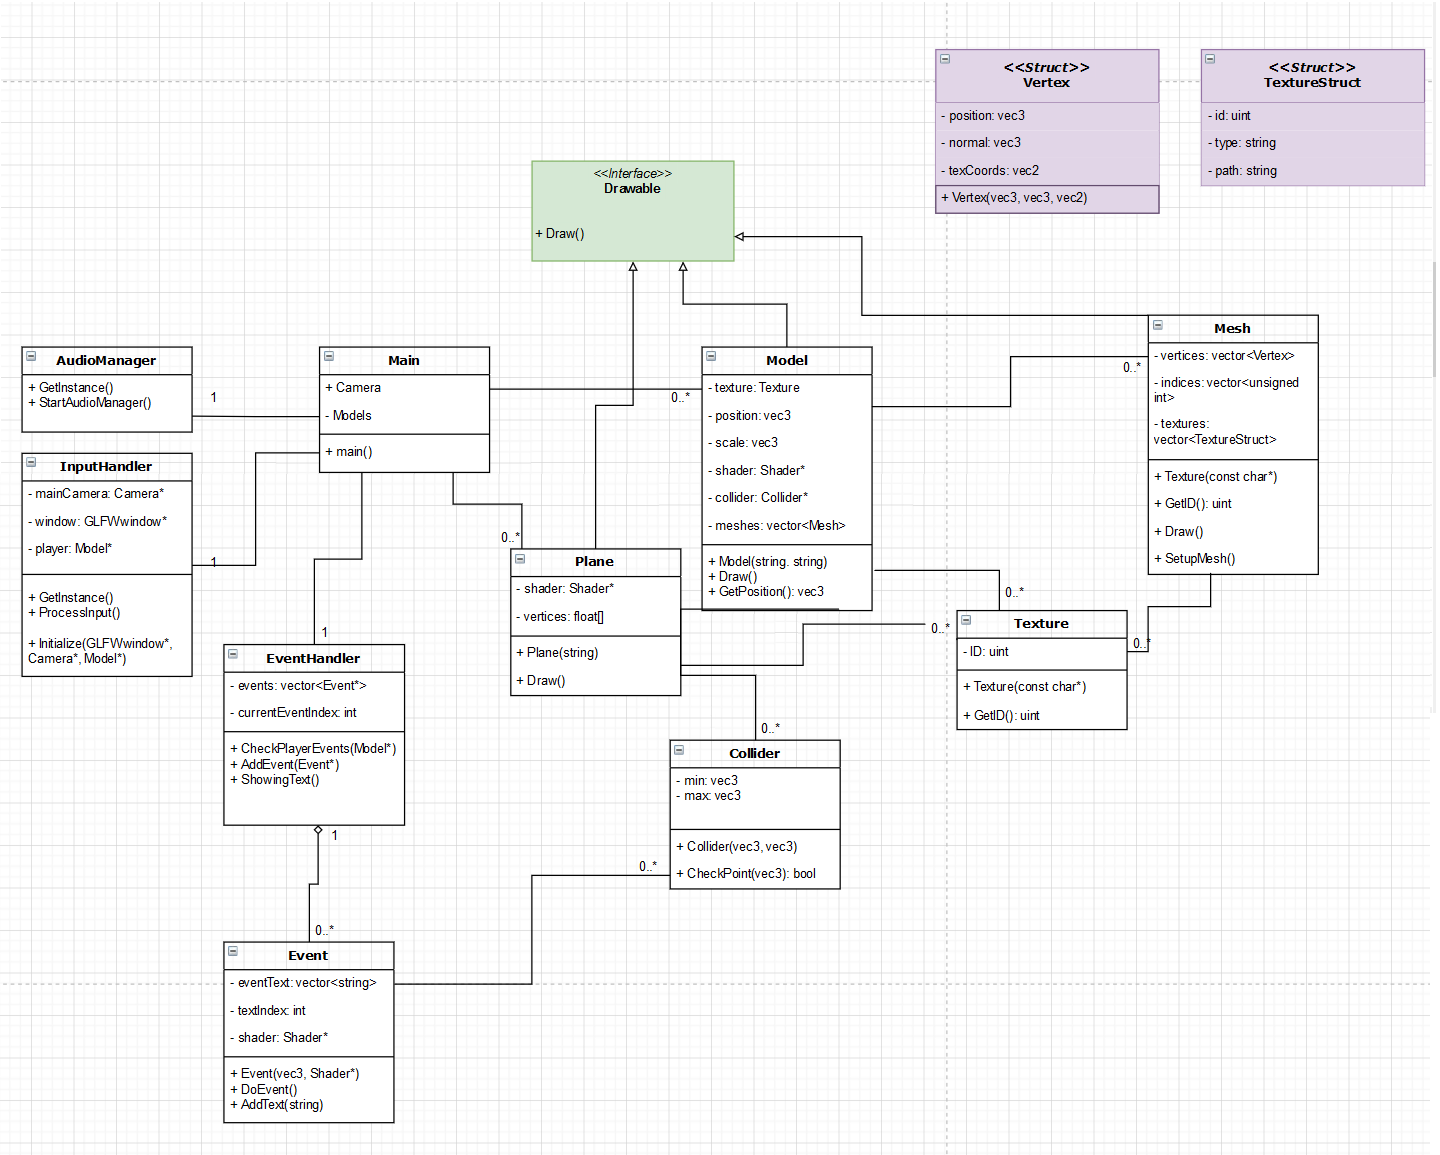 <<Struct>>
Vertex
- position: vec3
- normal: vec3
- texCoords: vec2
+ Vertex(vec3, vec3, vec2)
<<Struct>>
TextureStruct
- id: uint
- type: string
- path: string
<<Interface>>
Drawable
+ Draw()
AudioManager
+ GetInstance()
+ StartAudioManager()
1
Main
+ Camera
- Models
+ main()
0..*
Model
- texture: Texture
- position: vec3
- scale: vec3
- shader: Shader*
- collider: Collider*
- meshes: vector<Mesh>
+ Model(string. string)
+ Draw()
+ GetPosition(): vec3
0..*
Mesh
- vertices: vector<Vertex>
- indices: vector<unsigned
int>
- textures:
vector<TextureStruct>
+ Texture(const char*)
+ GetID(): uint
+ Draw()
+ SetupMesh()
InputHandler
- mainCamera: Camera*
- window: GLFWwindow*
- player: Model*
+ GetInstance()
+ ProcessInput()
+ Initialize(GLFWwindow*,
Camera*, Model*)
1
0..*
Plane
- shader: Shader*
- vertices: float[]
+ Plane(string)
+ Draw()
0..*
0..*
0..*
Texture
- ID: uint
+ Texture(const char*)
+ GetID(): uint
1
EventHandler
- events: vector<Event*>
- currentEventIndex: int
+ CheckPlayerEvents(Model*)
+ AddEvent(Event*)
+ ShowingText()
1
0..*
Collider
- min: vec3
- max: vec3
+ Collider(vec3, vec3)
+ CheckPoint(vec3): bool
0..*
0..*
Event
- eventText: vector<string>
- textIndex: int
- shader: Shader*
+ Event(vec3, Shader*)
+ DoEvent()
+ AddText(string)